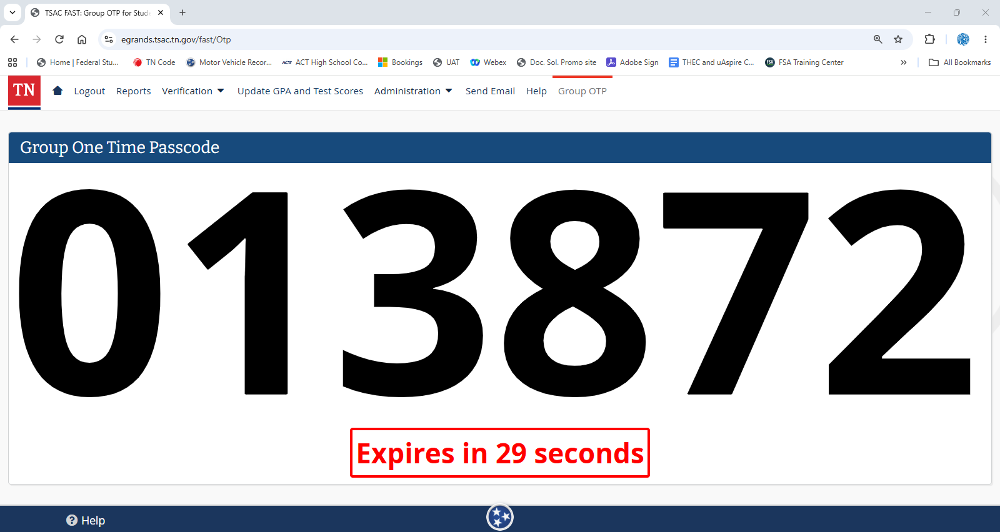 TSAC FAST: Group OTP for Stude
egrands.tsac.tn.gov/fast/Otp
Home | Federal Stu... TN Code Motor Vehicle Recor... ACT ACT High School Co... Bookings UAT Webex Doc. Sol. Promo site Adobe Sign THEC and uAspire C... FSA FSA Training Center » All Bookmarks
TN Logout Reports Verification Update GPA and Test Scores Administration Send Email Help Group OTP
Group One Time Passcode
013872
Expires in 29 seconds
? Help